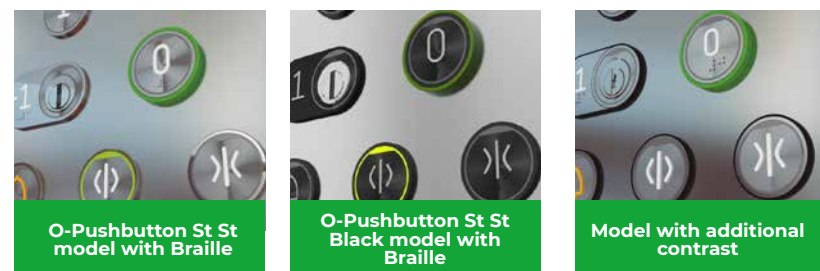 0
-1
0
1
0
O-Pushbutton St St
model with Braille
O-Pushbutton St St
Black model with
Braille
Model with additional
contrast